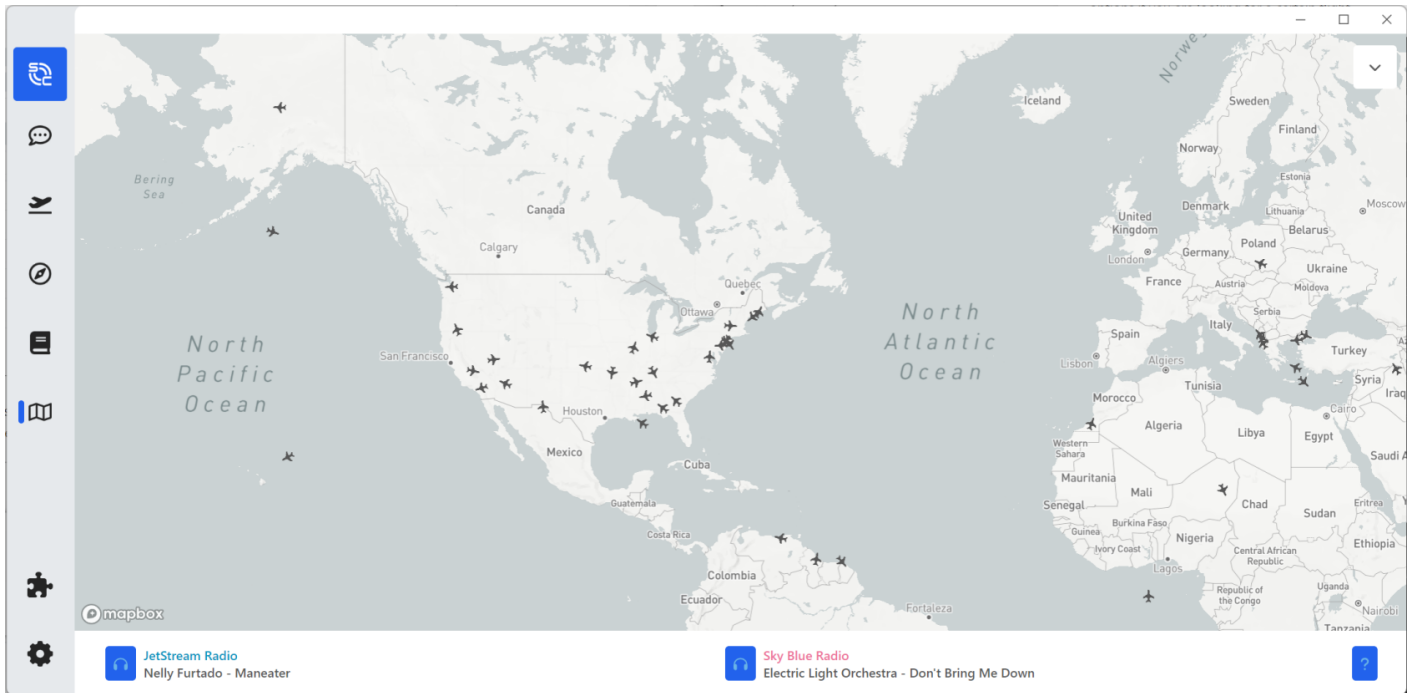 Norwe
Iceland
Sweden
Finland
Norway
Bering
Sea
Estonia
Canada
Denmark
Lithuania
Moscow
United
Kingdom
Belarus
London
Poland
Calgary
Germany
Ukraine
France
Austria
Moldova
Quebec
Ottawa
North
Atlantic
Ocean
Serbia
Italy
Spain
Turkey
North
Pacific
Ocean
San Francisco
Lisbon
Algiers
Tunisia
Syria
Iraq
Morocco
Cairo
Houston
Algeria
Libya
Egypt
Western
Sahara
Mexico
Saudi A
Cuba
Mauritania
Mali
Chad
Guatemala
Senegal
Sudan
Eritrea
Burkina Faso
Guinea
Costa Rica
Nigeria
Ethiopia
Ivory Coast
Central African
Republic
Lagos
Colombia
Uganda
Republic of
the Congo
Ecuador
Fortaleza
Nairobi
Tanzania
mapbox
JetStream Radio
Nelly Furtado - Maneater
Sky Blue Radio
Electric Light Orchestra - Don't Bring Me Down
?